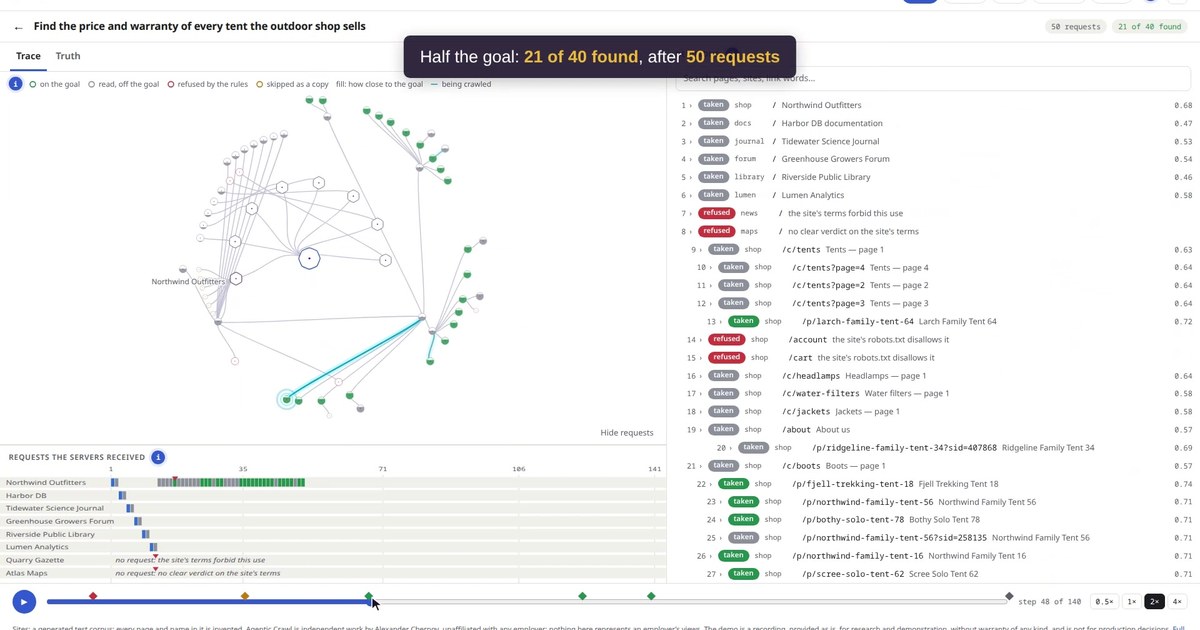 ← Find the price and warranty of every tent the outdoor shop sells
50 requests
21 of 40 found
Half the goal: 21 of 40 found, after 50 requests
Trace
Truth
Search pages, sites, link words...
on the goal
read, off the goal
refused by the rules
skipped as a copy
fill: how close to the goal
being crawled
Northwind Outfitters
Hide requests
1 › taken shop / Northwind Outfitters 0.68
2 › taken docs / Harbor DB documentation 0.47
3 › taken journal / Tidewater Science Journal 0.53
4 › taken forum / Greenhouse Growers Forum 0.54
5 › taken library / Riverside Public Library 0.46
6 › taken lumen / Lumen Analytics 0.58
7 › refused news / the site's terms forbid this use
8 › refused maps / no clear verdict on the site's terms
9 › taken shop /c/tents Tents — page 1 0.63
10 › taken shop /c/tents?page=4 Tents — page 4 0.64
11 › taken shop /c/tents?page=2 Tents — page 2 0.64
12 › taken shop /c/tents?page=3 Tents — page 3 0.64
13 › taken shop /p/larch-family-tent-64 Larch Family Tent 64 0.72
14 › refused shop /account the site's robots.txt disallows it
15 › refused shop /cart the site's robots.txt disallows it
16 › taken shop /c/headlamps Headlamps — page 1 0.64
17 › taken shop /c/water-filters Water filters — page 1 0.58
18 › taken shop /c/jackets Jackets — page 1 0.58
19 › taken shop /about About us 0.57
20 › taken shop /p/ridgeline-family-tent-34?sid=407868 Ridgeline Family Tent 34 0.69
21 › taken shop /c/boots Boots — page 1 0.57
22 › taken shop /p/fjell-trekking-tent-18 Fjell Trekking Tent 18 0.74
23 › taken shop /p/northwind-family-tent-56 Northwind Family Tent 56 0.71
24 › taken shop /p/bothy-solo-tent-78 Bothy Solo Tent 78 0.71
25 › taken shop /p/northwind-family-tent-56?sid=258135 Northwind Family Tent 56 0.71
26 › taken shop /p/northwind-family-tent-16 Northwind Family Tent 16 0.71
27 › taken shop /p/scree-solo-tent-62 Scree Solo Tent 62 0.71
REQUESTS THE SERVERS RECEIVED
1 35 71 106 141
Northwind Outfitters
Harbor DB
Tidewater Science Journal
Greenhouse Growers Forum
Riverside Public Library
Lumen Analytics
Quarry Gazette no request: the site's terms forbid this use
Atlas Maps no request: no clear verdict on the site's terms
step 48 of 140
0.5× 1× 2× 4×